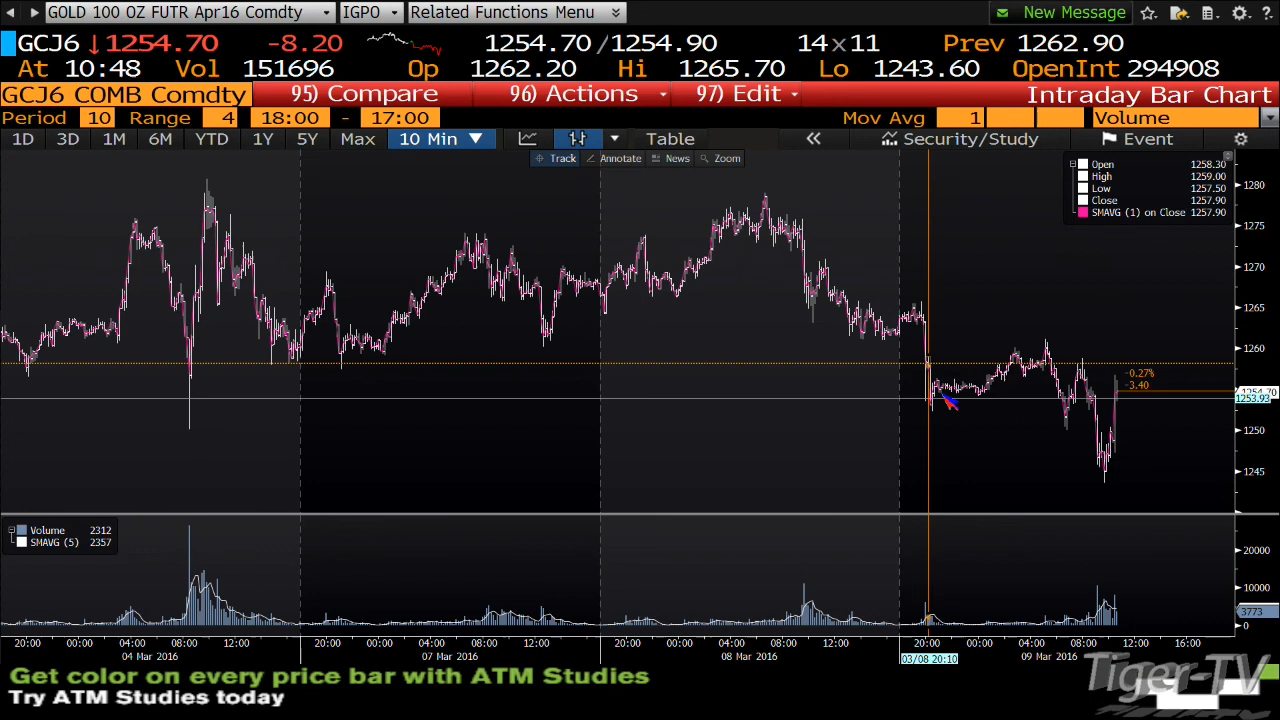 GOLD 100 OZ FUTR Apr16 Comdty IGPO Related Functions Menu New Message
GCJ6 ↓1254.70 -8.20 1254.70/1254.90 14x11 Prev 1262.90
At 10:48 Vol 151696 Op 1262.20 Hi 1265.70 Lo 1243.60 OpenInt 294908
GCJ6 COMB Comdty 95) Compare 96) Actions 97) Edit Intraday Bar Chart
Period 10 Range 4 18:00 - 17:00 Mov Avg 1 Volume
1D 3D 1M 6M YTD 1Y 5Y Max 10 Min ▼ Table « Security/Study Event
Track Annotate News Zoom
Open 1258.30
High 1259.00
Low 1257.50
Close 1257.90
SMAVG (1) on Close 1257.90
1280
1275
1270
1265
1260
-0.27%
-3.40
1254.70
1253.93
1250
1245
Volume 2312
SMAVG (5) 2357
20000
10000
3773
0
20:00 00:00 04:00 08:00 12:00 20:00 00:00 04:00 08:00 12:00 20:00 00:00 04:00 08:00 12:00 20:00 00:00 04:00 08:00 12:00 16:00
04 Mar 2016 07 Mar 2016 08 Mar 2016 03/08 20:10 09 Mar 2016
Get color on every price bar with ATM Studies
Try ATM Studies today
Tiger-TV